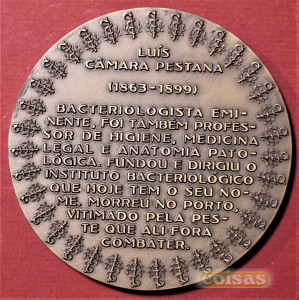 LUÍS
CÂMARA PESTANA
(1863-1899)
BACTERIOLOGISTA EMI-
NENTE, FOI TAMBÉM PROFES-
SOR DE HIGIENE, MEDICINA
LEGAL E ANATOMIA PATO-
LÓGICA. FUNDOU E DIRIGIU O
INSTITUTO BACTERIOLÓGICO
QUE HOJE TEM O SEU NO-
ME. MORREU NO PORTO,
VITIMADO PELA PES-
TE QUE ALI FORA
COMBATER.
coisas